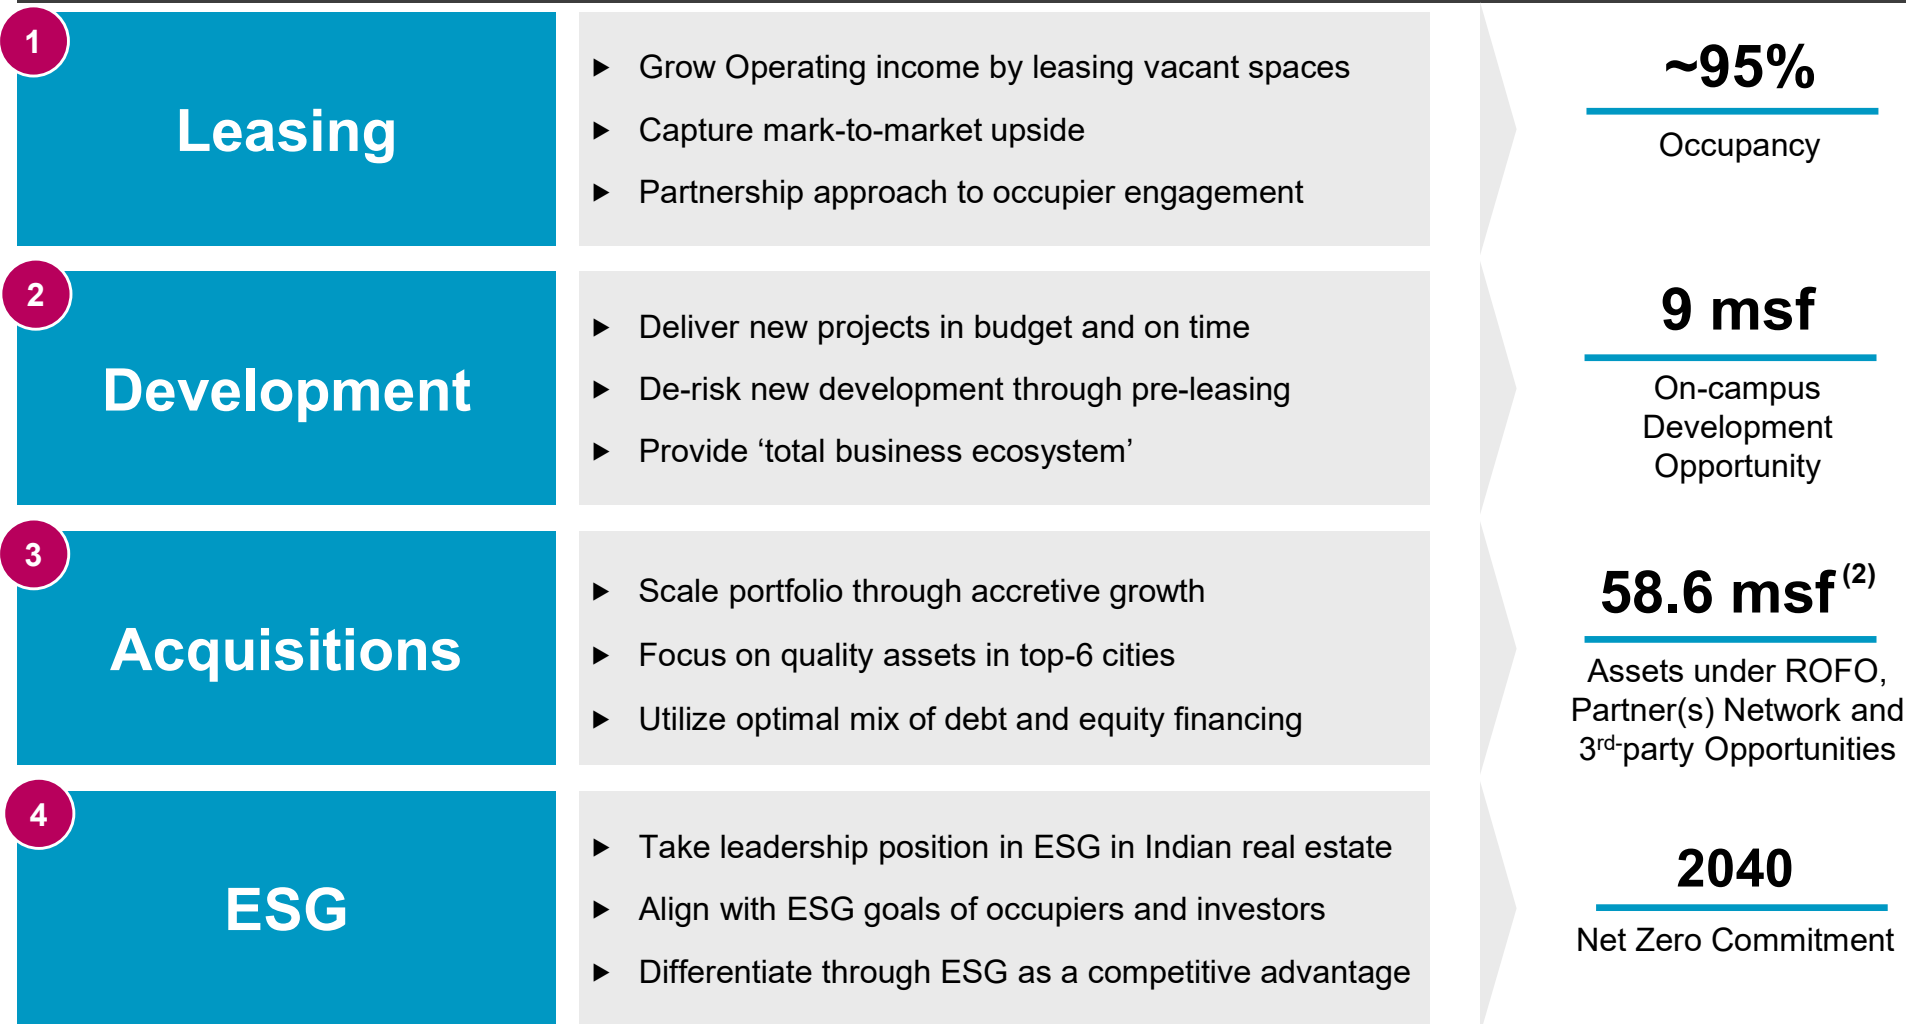 1
Leasing
► Grow Operating income by leasing vacant spaces
► Capture mark-to-market upside
► Partnership approach to occupier engagement
~95%
Occupancy
2
Development
► Deliver new projects in budget and on time
► De-risk new development through pre-leasing
► Provide ‘total business ecosystem’
9 msf
On-campus
Development
Opportunity
3
Acquisitions
► Scale portfolio through accretive growth
► Focus on quality assets in top-6 cities
► Utilize optimal mix of debt and equity financing
58.6 msf (2)
Assets under ROFO,
Partner(s) Network and
3rd-party Opportunities
4
ESG
► Take leadership position in ESG in Indian real estate
► Align with ESG goals of occupiers and investors
► Differentiate through ESG as a competitive advantage
2040
Net Zero Commitment